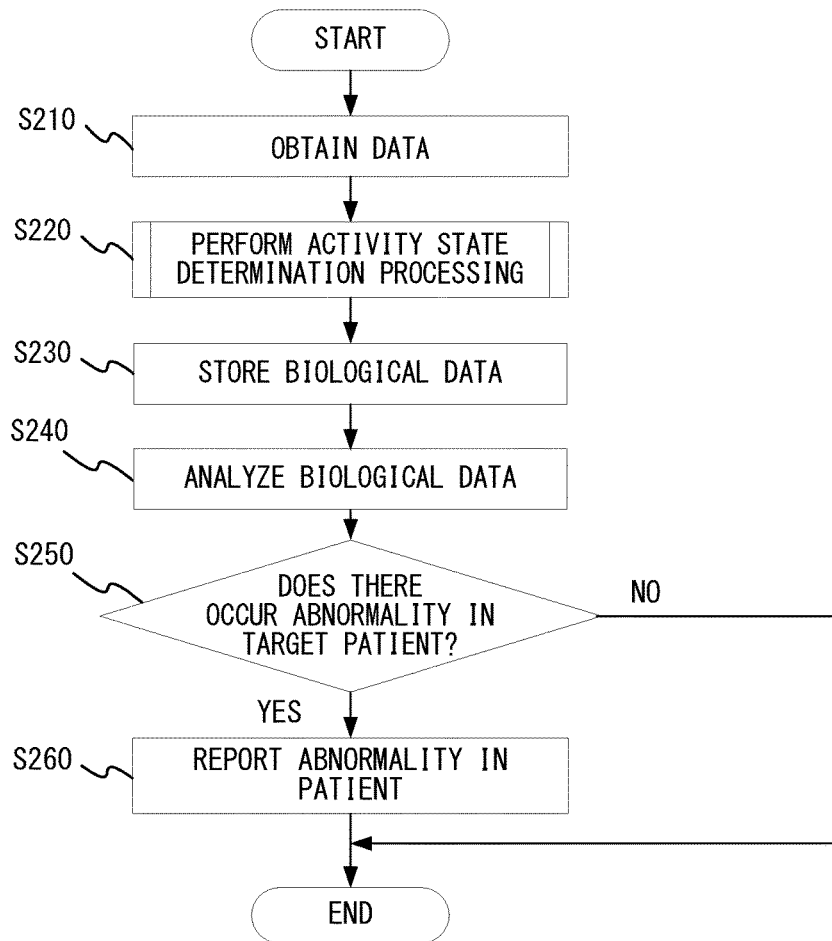 START
S210
OBTAIN DATA
S220
PERFORM ACTIVITY STATE
DETERMINATION PROCESSING
S230
STORE BIOLOGICAL DATA
S240
ANALYZE BIOLOGICAL DATA
S250
DOES THERE
OCCUR ABNORMALITY IN
TARGET PATIENT?
NO
YES
S260
REPORT ABNORMALITY IN
PATIENT
END